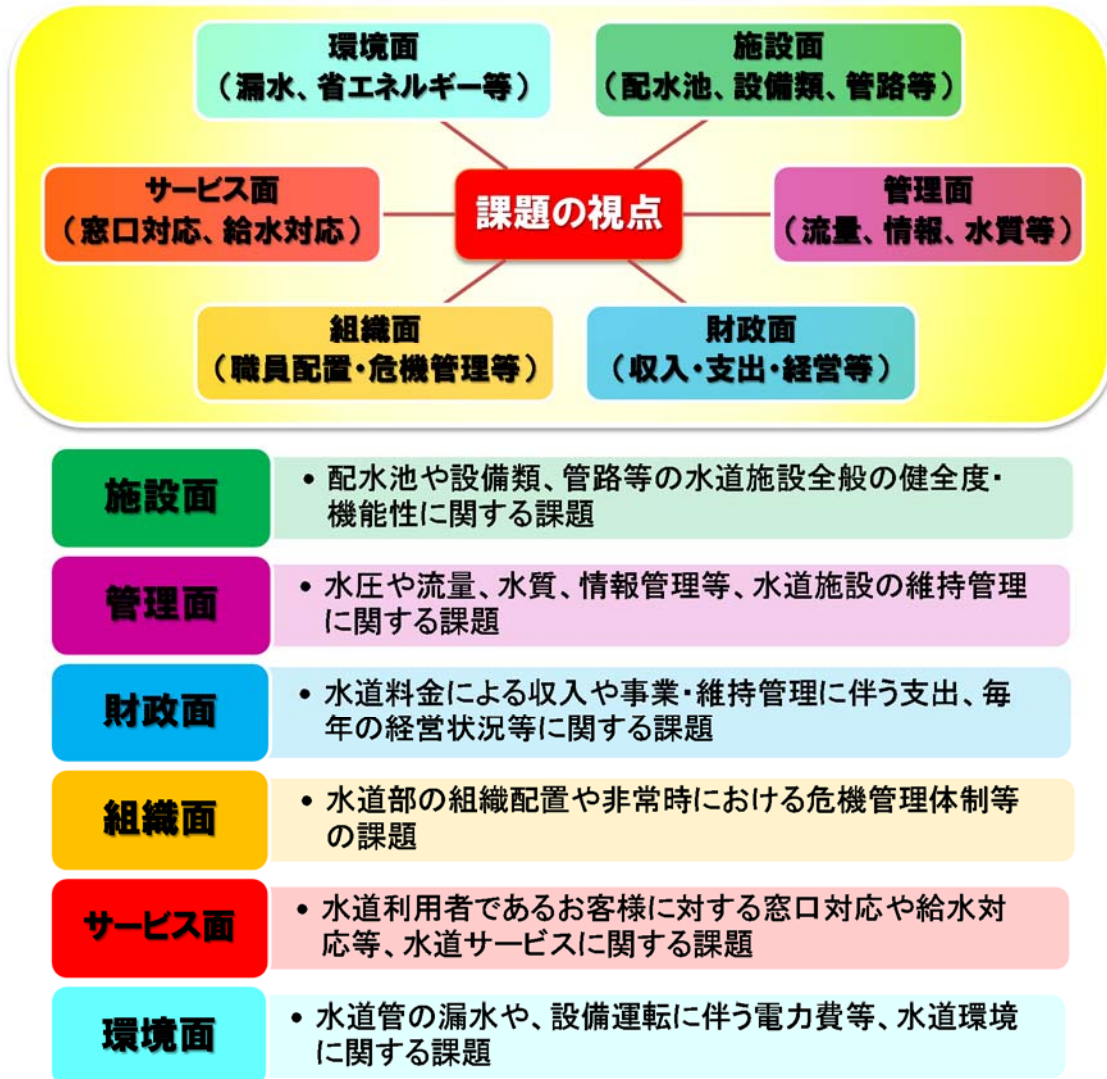 環境面
（漏水、省エネルギー等）
施設面
（配水池、設備類、管路等）
サービス面
（窓口対応、給水対応）
課題の視点
管理面
（流量、情報、水質等）
組織面
（職員配置・危機管理等）
財政面
（収入・支出・経営等）
施設面
• 配水池や設備類、管路等の水道施設全般の健全度・
機能性に関する課題
管理面
• 水圧や流量、水質、情報管理等、水道施設の維持管理
に関する課題
財政面
• 水道料金による収入や事業・維持管理に伴う支出、毎
年の経営状況等に関する課題
組織面
• 水道部の組織配置や非常時における危機管理体制等
の課題
サービス面
• 水道利用者であるお客様に対する窓口対応や給水対
応等、水道サービスに関する課題
環境面
• 水道管の漏水や、設備運転に伴う電力費等、水道環境
に関する課題